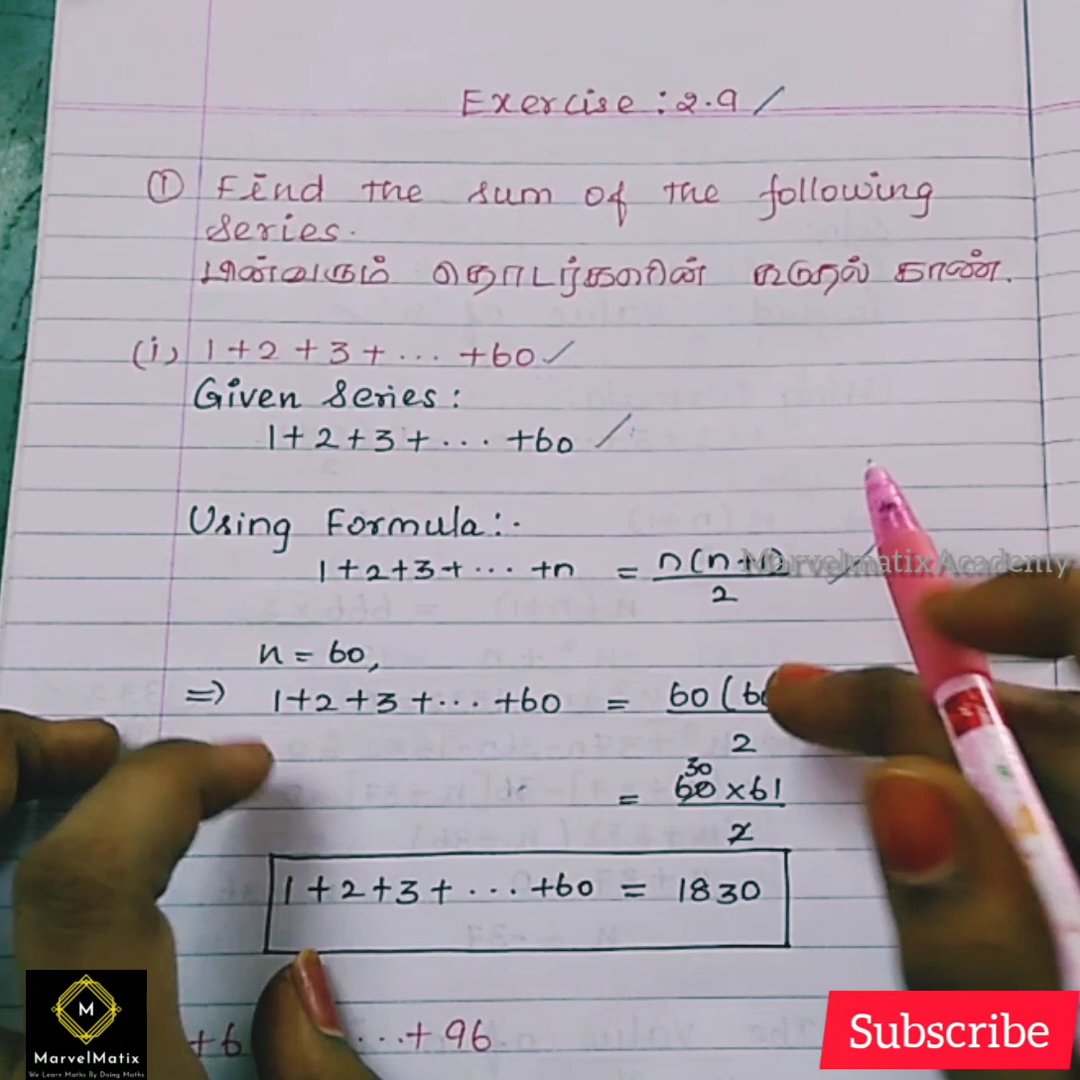 Exercise : 2.9
① Find the sum of the following
series.
பின்வரும் தொடர்களின் கூடுதல் காண்.
(i) 1+2+3+...+60
Given Series :
1+2+3+...+60
Using Formula:-
1+2+3+...+n = n(n+1)/2
MarvelmatixAcademy
n = 60,
=> 1+2+3+...+60 = 60(60 / 2
= 60 30 ×61 / 2
1+2+3+...+60 = 1830
+6 ...+96
M
MarvelMatix
We Learn Maths By Doing Maths
Subscribe